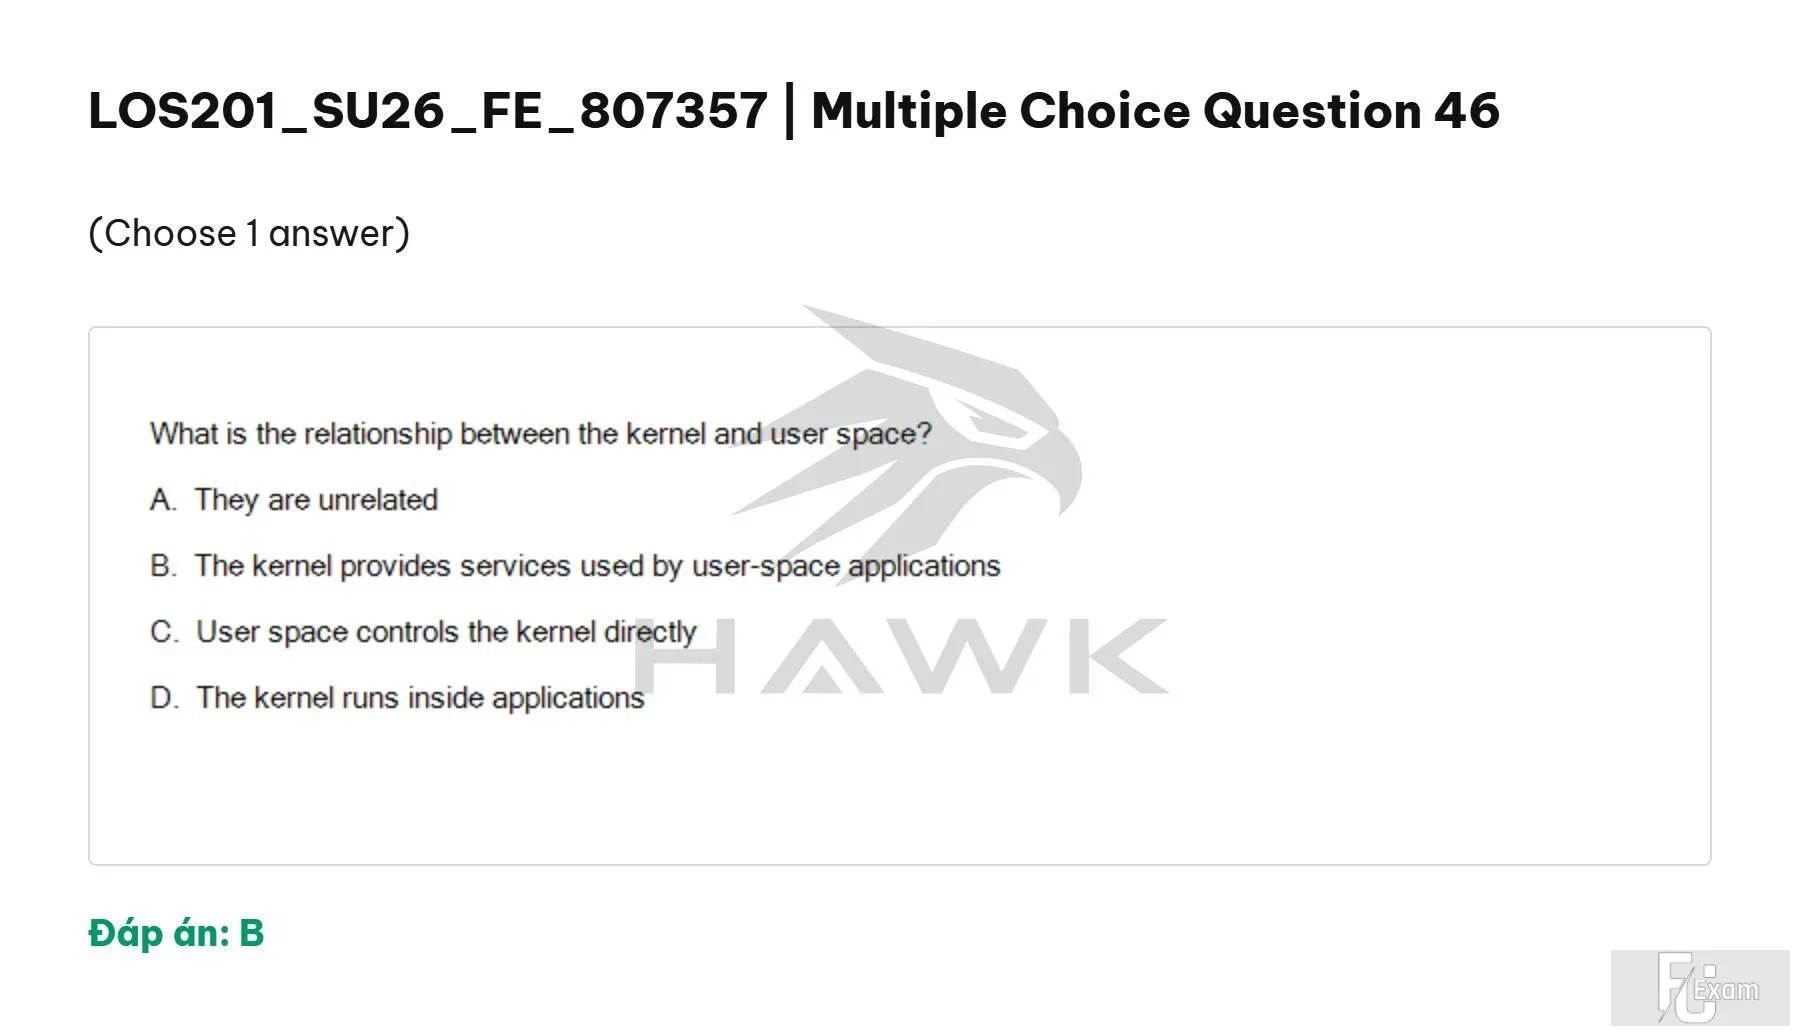 LOS201_SU26_FE_807357 | Multiple Choice Question 46
(Choose 1 answer)
What is the relationship between the kernel and user space?
A. They are unrelated
B. The kernel provides services used by user-space applications
C. User space controls the kernel directly
D. The kernel runs inside applications
HAWK
Đáp án: B
FU Exam